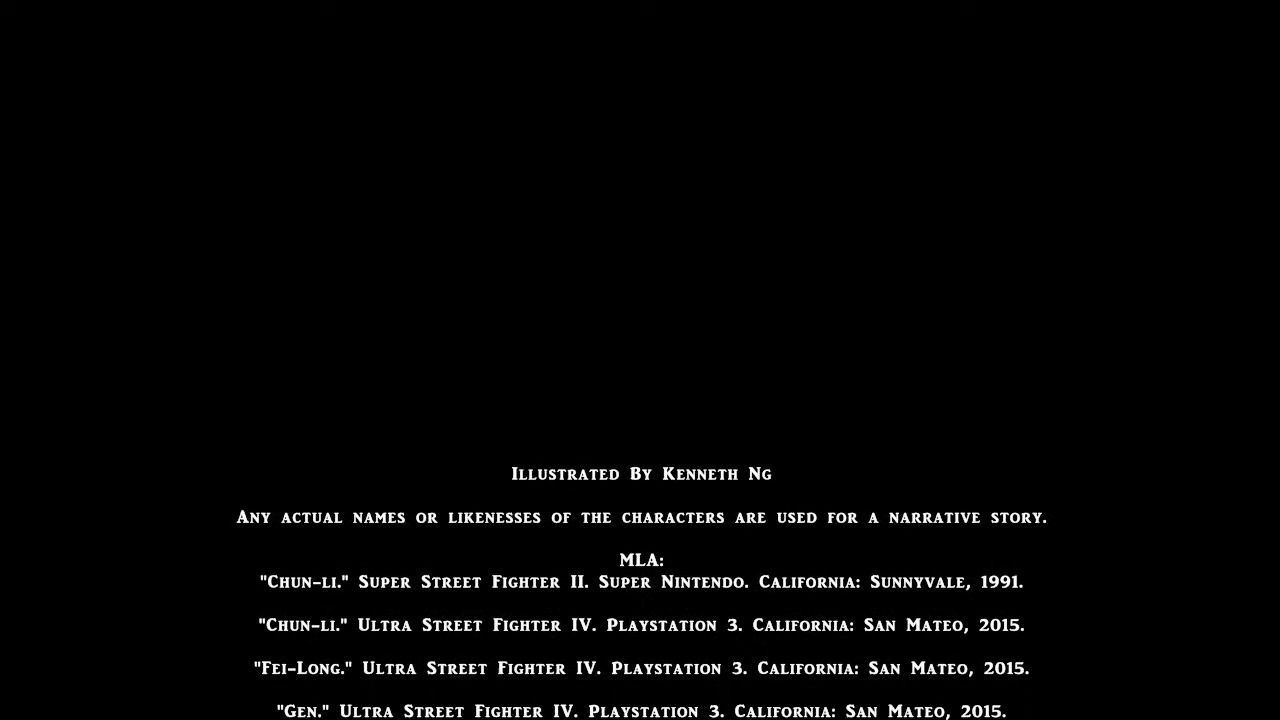 Illustrated By Kenneth Ng
Any actual names or likenesses of the characters are used for a narrative story.
MLA:
"Chun-li." Super Street Fighter II. Super Nintendo. California: Sunnyvale, 1991.
"Chun-li." Ultra Street Fighter IV. Playstation 3. California: San Mateo, 2015.
"Fei-Long." Ultra Street Fighter IV. Playstation 3. California: San Mateo, 2015.
"Gen." Ultra Street Fighter IV. Playstation 3. California: San Mateo, 2015.